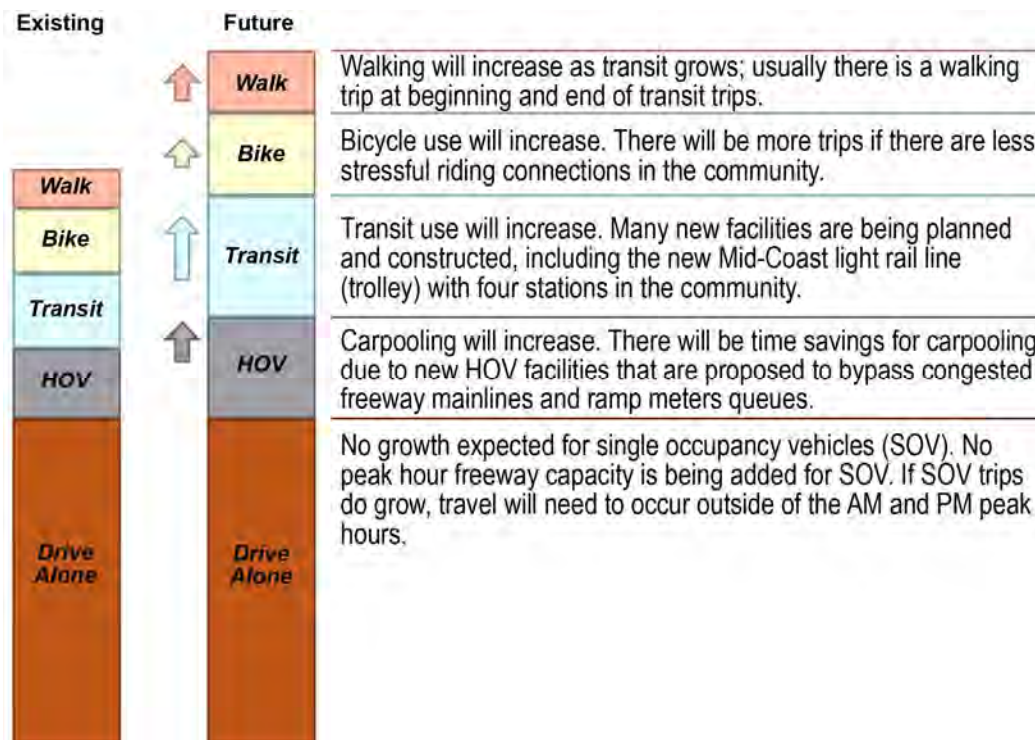 Existing
Future
Walk
Bike
Transit
HOV
Drive
Alone
Walk
Bike
Transit
HOV
Drive
Alone
Walking will increase as transit grows; usually there is a walking
trip at beginning and end of transit trips.
Bicycle use will increase. There will be more trips if there are less
stressful riding connections in the community.
Transit use will increase. Many new facilities are being planned
and constructed, including the new Mid-Coast light rail line
(trolley) with four stations in the community.
Carpooling will increase. There will be time savings for carpooling
due to new HOV facilities that are proposed to bypass congested
freeway mainlines and ramp meters queues.
No growth expected for single occupancy vehicles (SOV). No
peak hour freeway capacity is being added for SOV. If SOV trips
do grow, travel will need to occur outside of the AM and PM peak
hours.